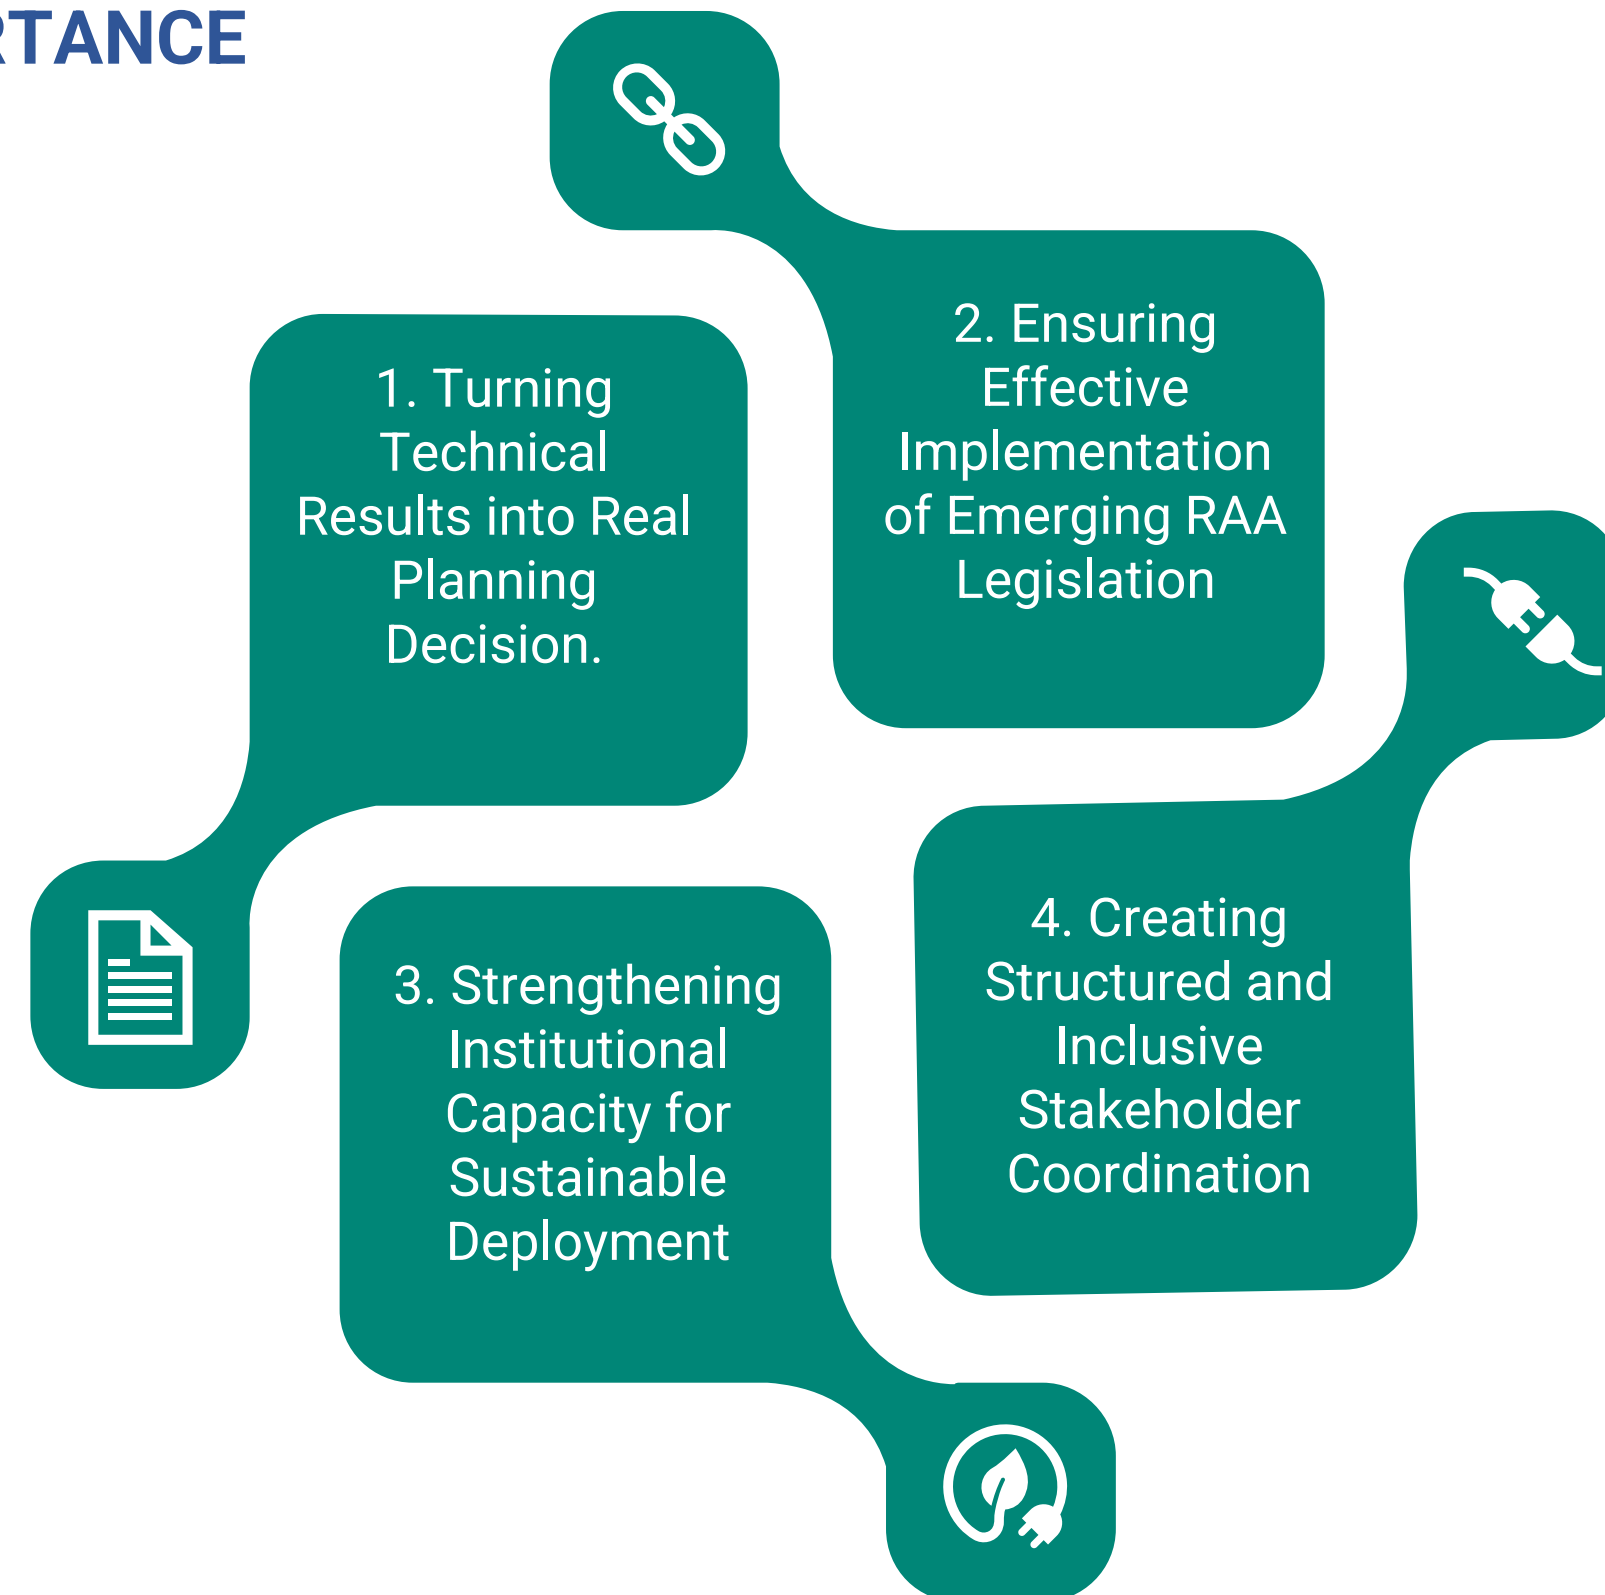 RTANCE
1. Turning
Technical
Results into Real
Planning
Decision.
2. Ensuring
Effective
Implementation
of Emerging RAA
Legislation
3. Strengthening
Institutional
Capacity for
Sustainable
Deployment
4. Creating
Structured and
Inclusive
Stakeholder
Coordination